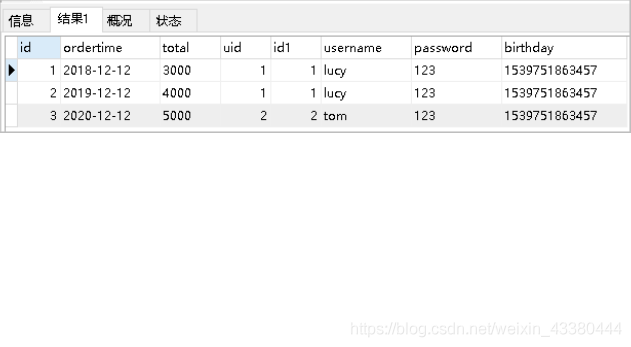 信息 结果1 概况 状态
id ordertime total uid id1 username password birthday
1 2018-12-12 3000 1 1 lucy 123 1539751863457
2 2019-12-12 4000 1 1 lucy 123 1539751863457
3 2020-12-12 5000 2 2 tom 123 1539751863457
https://blog.csdn.net/weixin_43380444